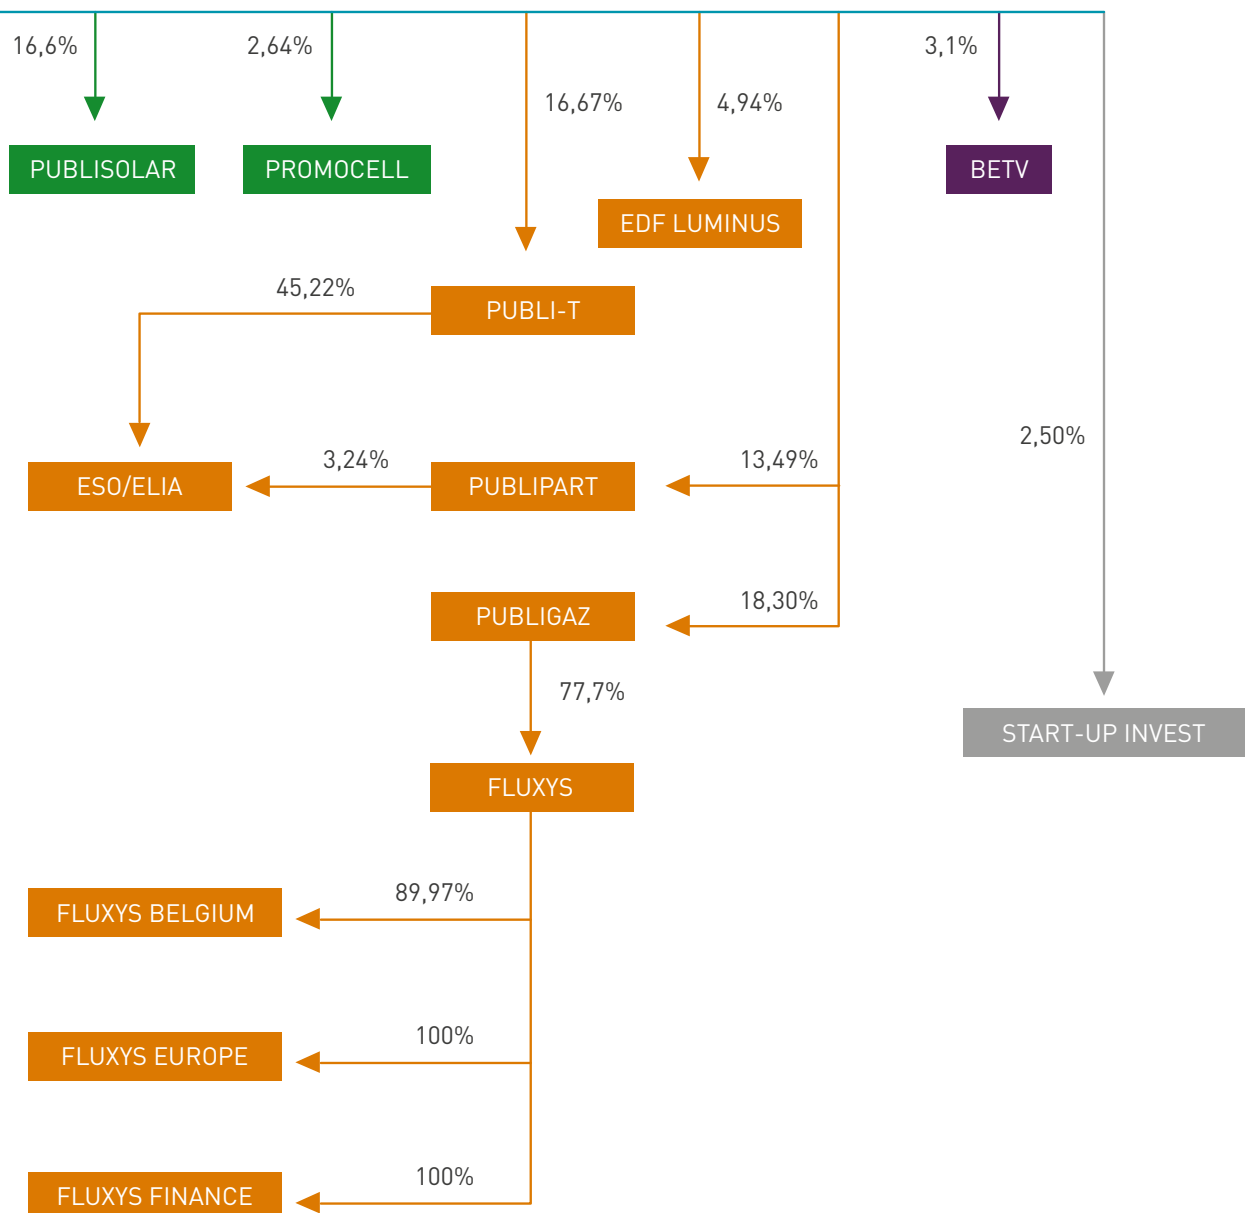 16,6%
2,64%
3,1%
16,67%
4,94%
PUBLISOLAR
PROMOCELL
BETV
EDF LUMINUS
45,22%
PUBLI-T
2,50%
3,24%
13,49%
ESO/ELIA
PUBLIPART
18,30%
PUBLIGAZ
77,7%
START-UP INVEST
FLUXYS
89,97%
FLUXYS BELGIUM
100%
FLUXYS EUROPE
100%
FLUXYS FINANCE